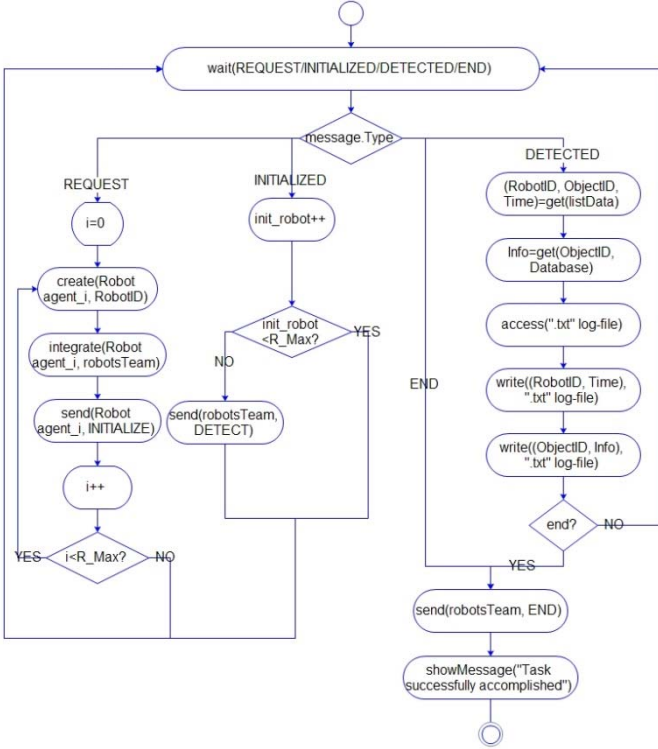 wait(REQUEST/INITIALIZED/DETECTED/END)
message.Type
REQUEST
i=0
create(Robot
agent_i, RobotID)
integrate(Robot
agent_i, robotsTeam)
send(Robot
agent_i, INITIALIZE)
i++
i<R_Max?
YES
NO
INITIALIZED
init_robot++
init_robot
<R_Max?
YES
NO
send(robotsTeam,
DETECT)
END
DETECTED
(RobotID, ObjectID,
Time)=get(listData)
Info=get(ObjectID,
Database)
access(".txt" log-file)
write((RobotID, Time),
".txt" log-file)
write((ObjectID, Info),
".txt" log-file)
end?
NO
YES
send(robotsTeam, END)
showMessage("Task
successfully accomplished")